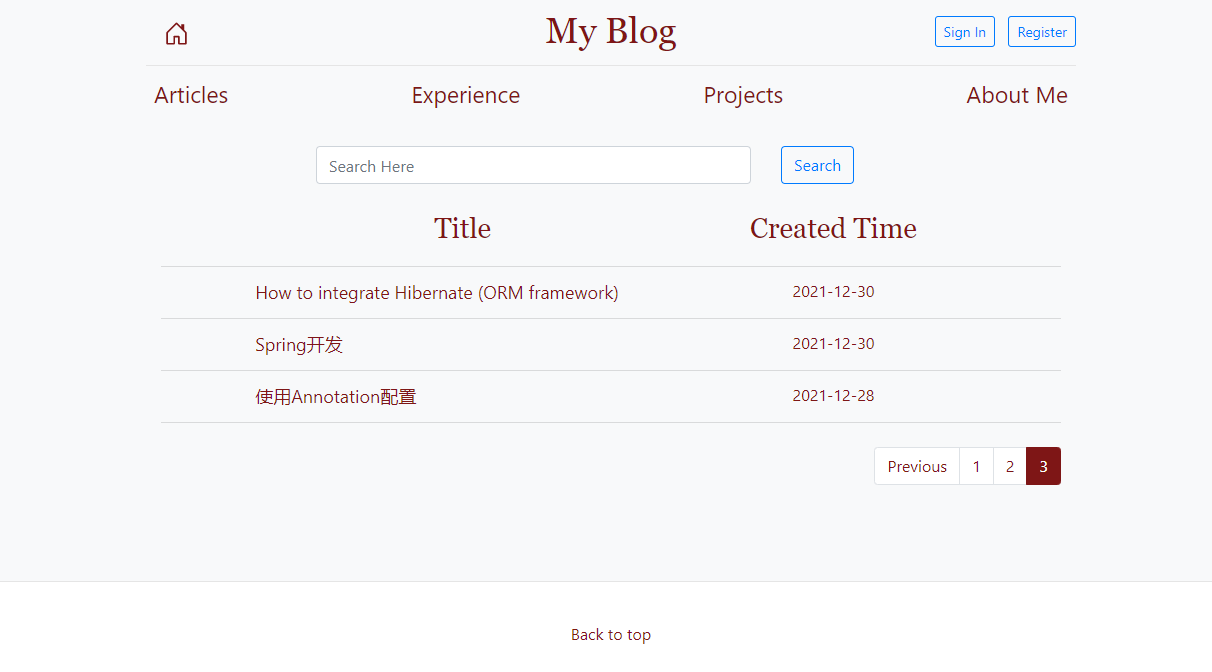 My Blog
Sign In Register
Articles Experience Projects About Me
Search Here Search
Title Created Time
How to integrate Hibernate (ORM framework) 2021-12-30
Spring开发 2021-12-30
使用Annotation配置 2021-12-28
Previous 1 2 3
Back to top